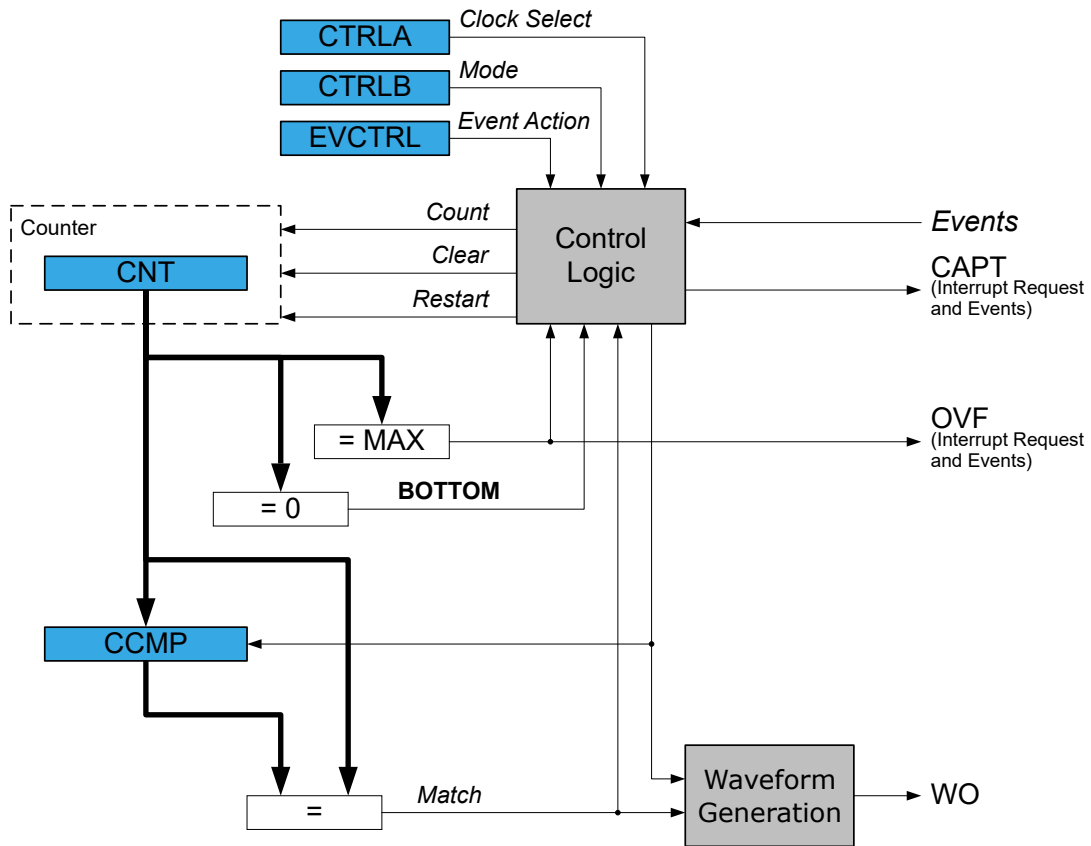 CTRLA
Clock Select
CTRLB
Mode
EVCTRL
Event Action
Counter
CNT
Count
Clear
Restart
Control
Logic
Events
CAPT
(Interrupt Request
and Events)
= MAX
OVF
(Interrupt Request
and Events)
= 0
BOTTOM
CCMP
=
Match
Waveform
Generation
WO